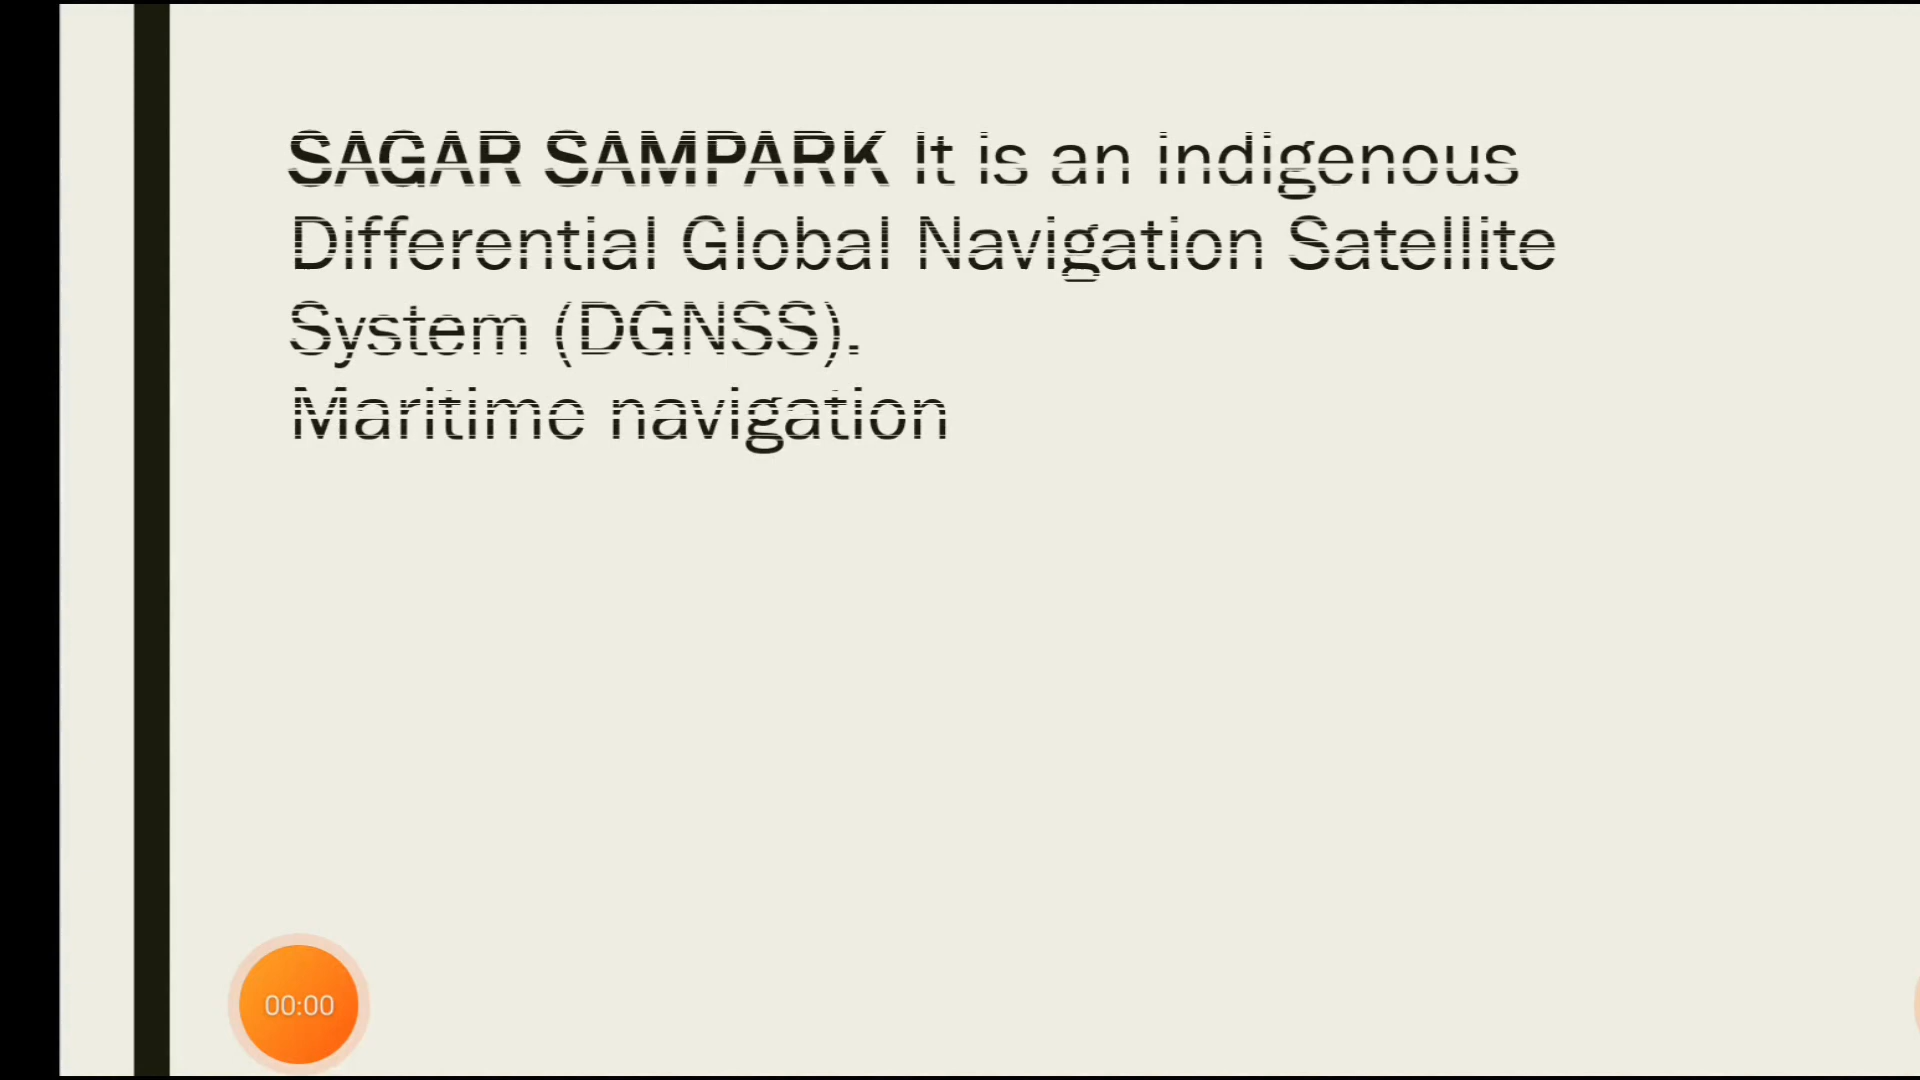 SAGAR SAMPARK It is an indigenous
Differential Global Navigation Satellite
System (DGNSS).
Maritime navigation
00:00